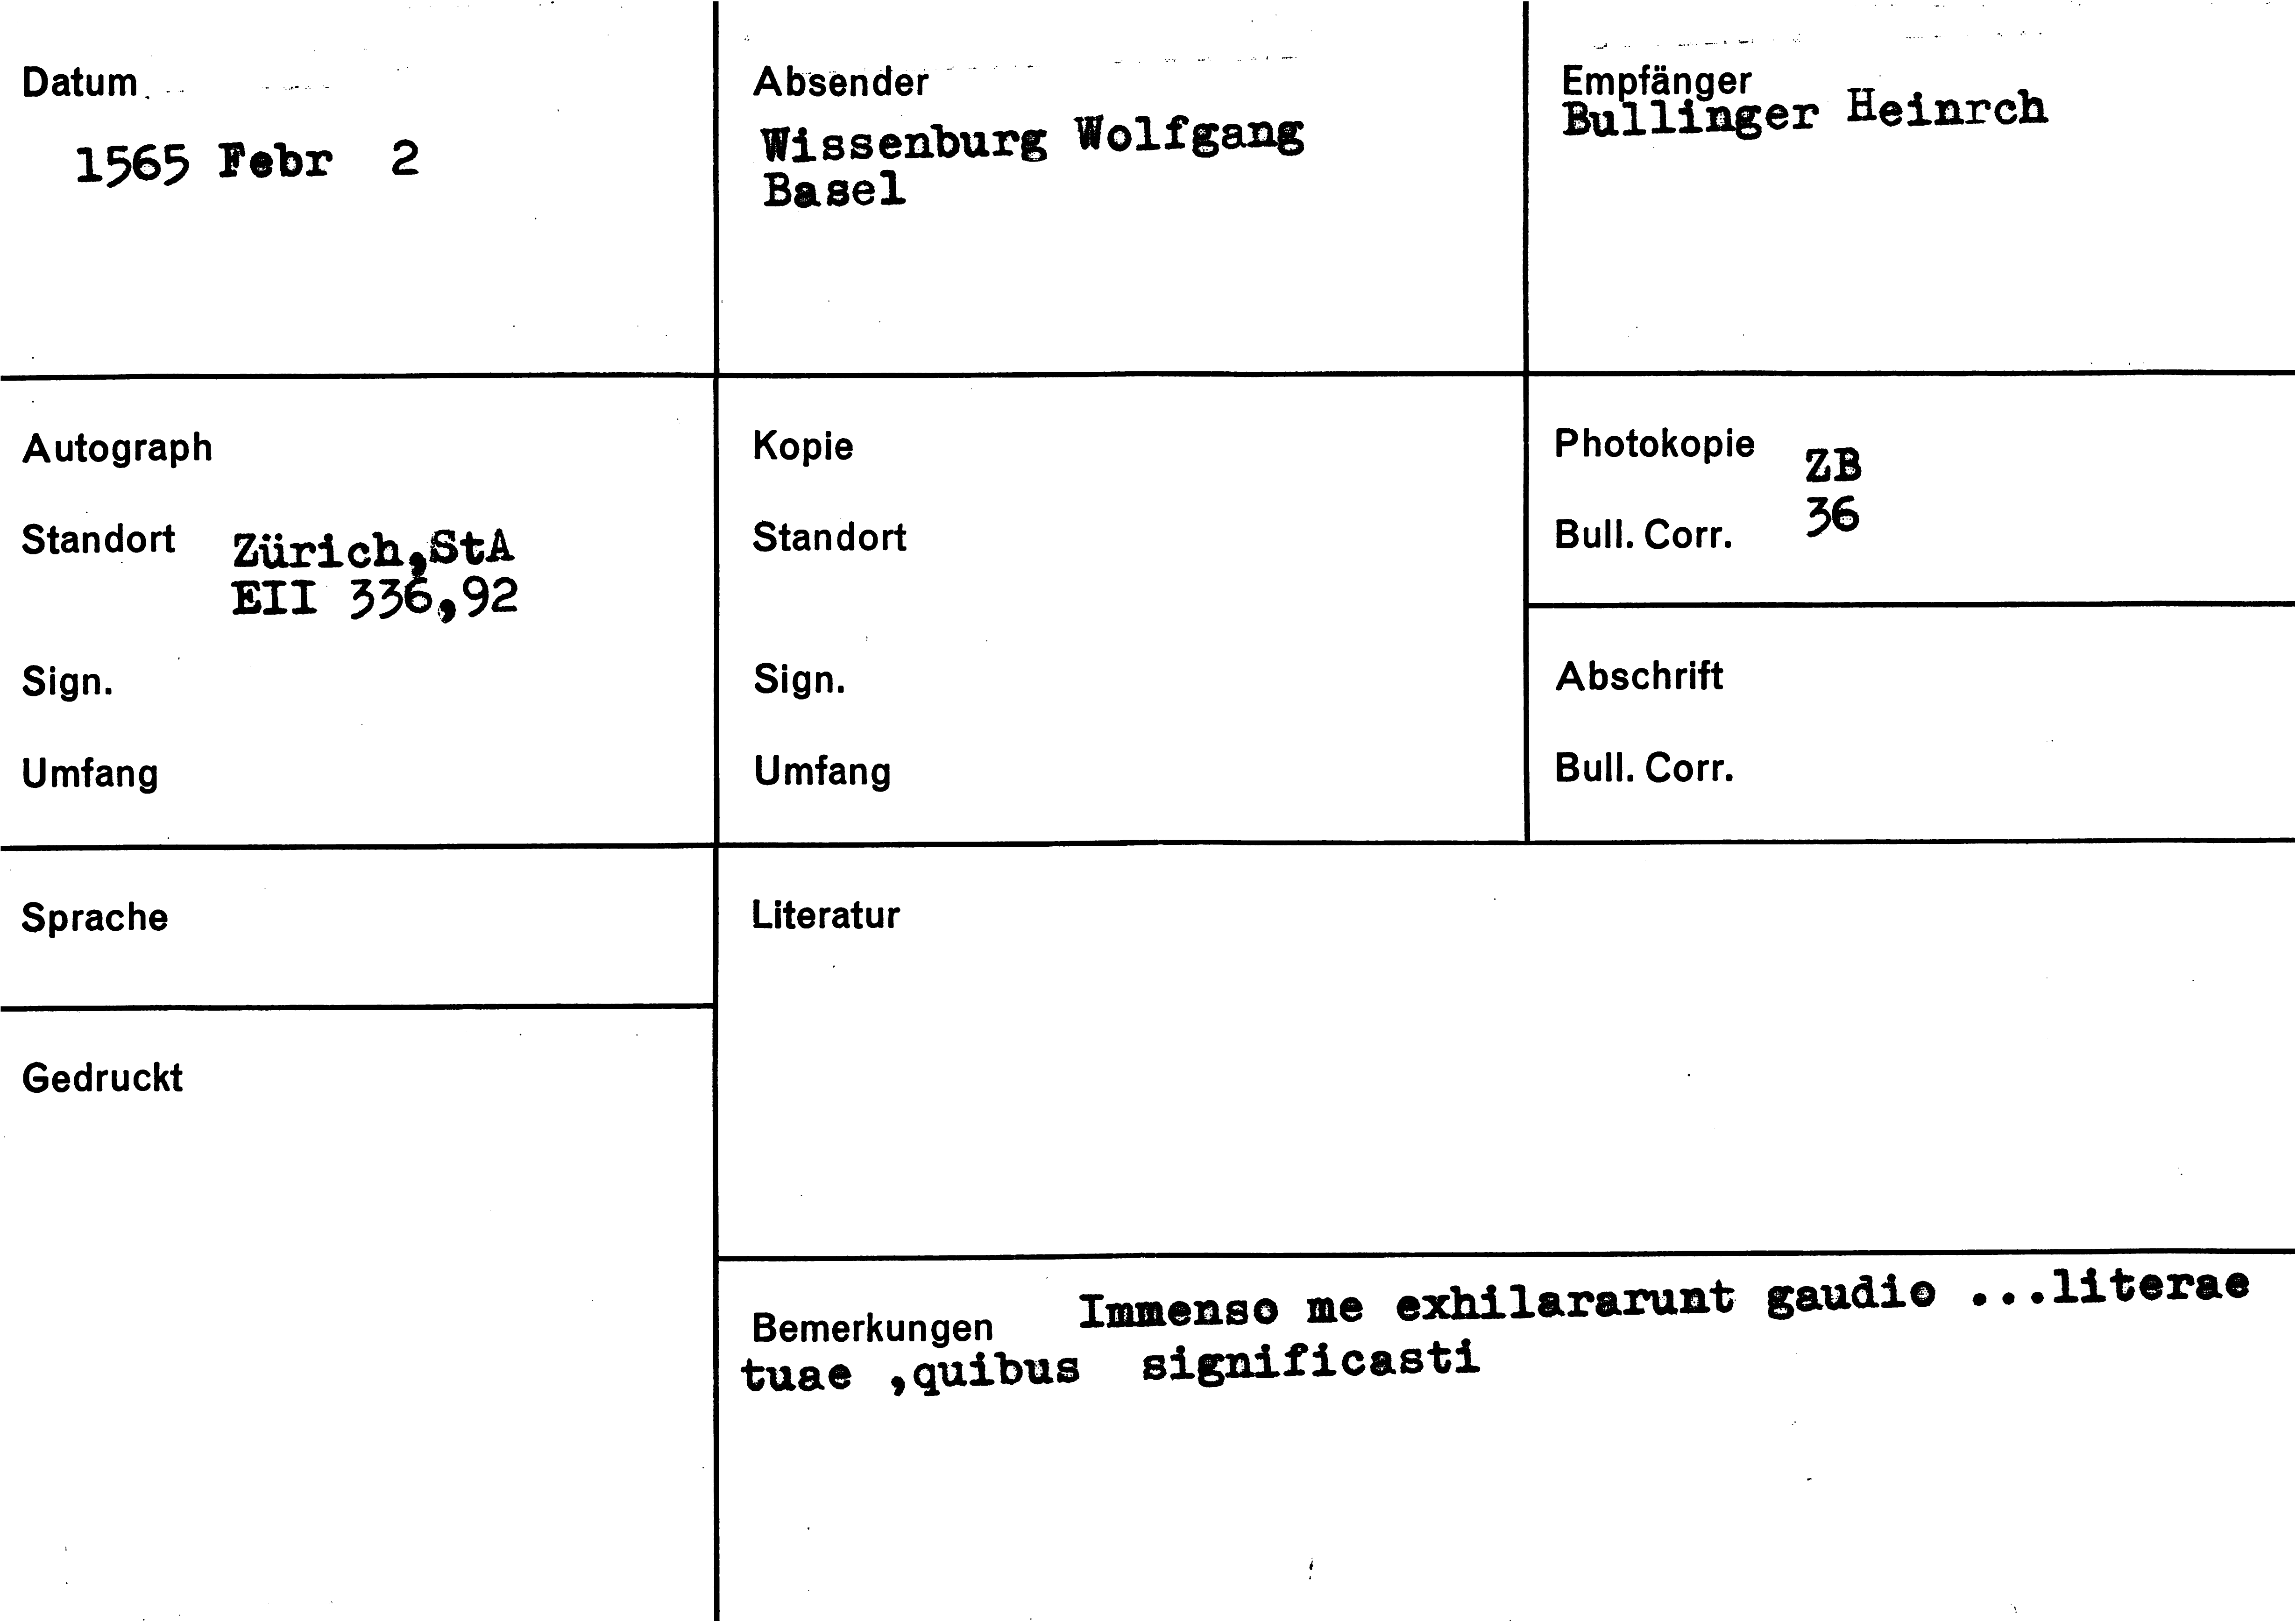 Datum
1565 Febr 2
Absender
Wissenburg Wolfgang
Basel
Empfänger
Bullinger Heinrch
Autograph
Standort Zürich,StA
EII 336,92
Sign.
Umfang
Kopie
Standort
Sign.
Umfang
Photokopie ZB
Bull. Corr. 36
Abschrift
Bull. Corr.
Sprache
Gedruckt
Literatur
Bemerkungen Immenso me exhilararunt gaudio ...literae
tuae ,quibus significasti